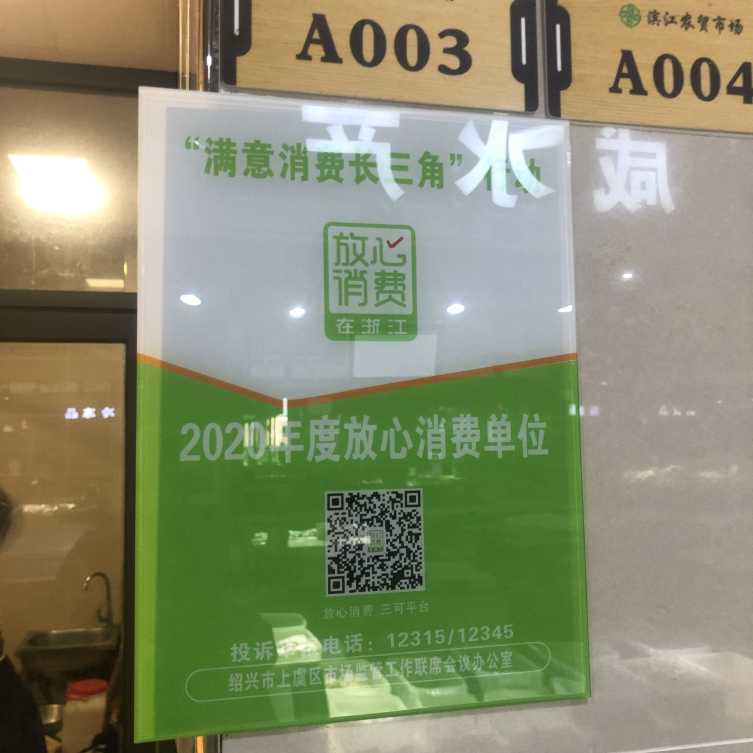 A003
滨江农贸市场
A004
“满意消费长三角”行动
放心
消费
在浙江
2020年度放心消费单位
放心消费 三可平台
投诉 电话：12315/12345
绍兴市上虞区市场监管工作联席会议办公室
咸
水产